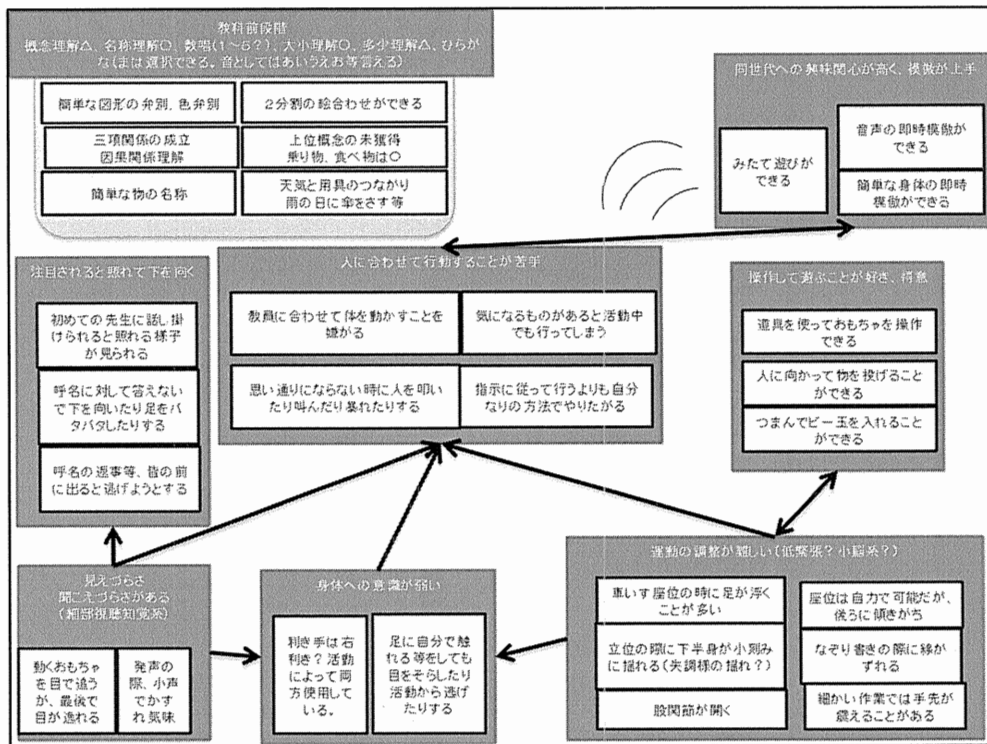 教科前段階
概念理解△、名称理解○、数唱(1～5?)、大小理解○、多少理解△、ひらが
な(まは選択できる。音としてはあいうえお等言える)
簡単な図形の弁別、色弁別
2分割の絵合わせができる
三項関係の成立
因果関係理解
上位概念の未獲得
乗り物、食べ物は○
簡単な物の名称
天気と用具のつながり
雨の日に傘をさす等
同世代への興味関心が高く、模倣が上手
みたて遊びが
できる
音声の即時模倣が
できる
簡単な身体の即時
模倣ができる
注目されると照れて下を向く
初めての先生に話し掛
けられると照れる様子
が見られる
呼名に対して答えない
で下を向いたり足をバ
タバタしたりする
呼名の返事等、皆の前
に出ると逃げようとする
人に合わせて行動することが苦手
教員に合わせて体を動かすことを
嫌がる
気になるものがあると活動中
でも行ってしまう
思い通りにならない時に人を叩い
たり叫んだり暴れたりする
指示に従って行うよりも自分
なりの方法でやりたがる
操作して遊ぶことが好き、得意
道具を使っておもちゃを操作
できる
人に向かって物を投げること
ができる
つまんでビー玉を入れること
ができる
見えづらさ
聞こえづらさがある
(細部視聴知覚系)
動くおもちゃ
を目で追う
が、最後で
目が逸れる
発声の
際、小声
でかす
れ気味
身体への意識が弱い
利き手は右
利き?活動
によって両
方使用して
いる。
足に自分で触
れる等をしても
目をそらしたり
活動から逃げ
たりする
運動の調整が難しい(低緊張?小脳系?)
車いす座位の時に足が浮く
ことが多い
座位は自力で可能だが、
後ろに傾きがち
立位の際に下半身が小刻み
に揺れる(失調様の揺れ?)
なぞり書きの際に線が
ずれる
股関節が開く
細かい作業では手先が
震えることがある